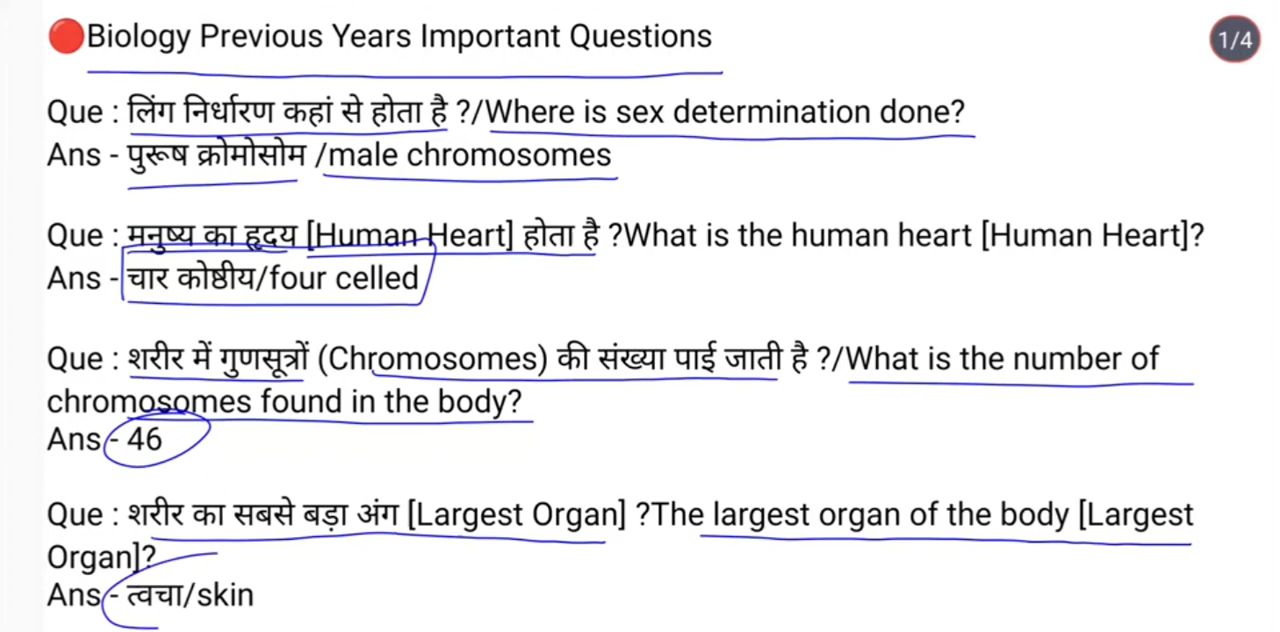 🔴Biology Previous Years Important Questions
1/4
Que : लिंग निर्धारण कहां से होता है ?/Where is sex determination done?
Ans - पुरूष क्रोमोसोम /male chromosomes
Que : मनुष्य का हृदय [Human Heart] होता है ?What is the human heart [Human Heart]?
Ans - चार कोष्ठीय/four celled
Que : शरीर में गुणसूत्रों (Chromosomes) की संख्या पाई जाती है ?/What is the number of
chromosomes found in the body?
Ans - 46
Que : शरीर का सबसे बड़ा अंग [Largest Organ] ?The largest organ of the body [Largest
Organ]?
Ans - त्वचा/skin